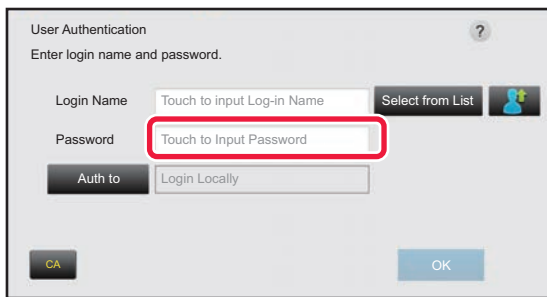 User Authentication ?
Enter login name and password.
Login Name Touch to input Log-in Name Select from List
Password Touch to Input Password
Auth to Login Locally
CA OK